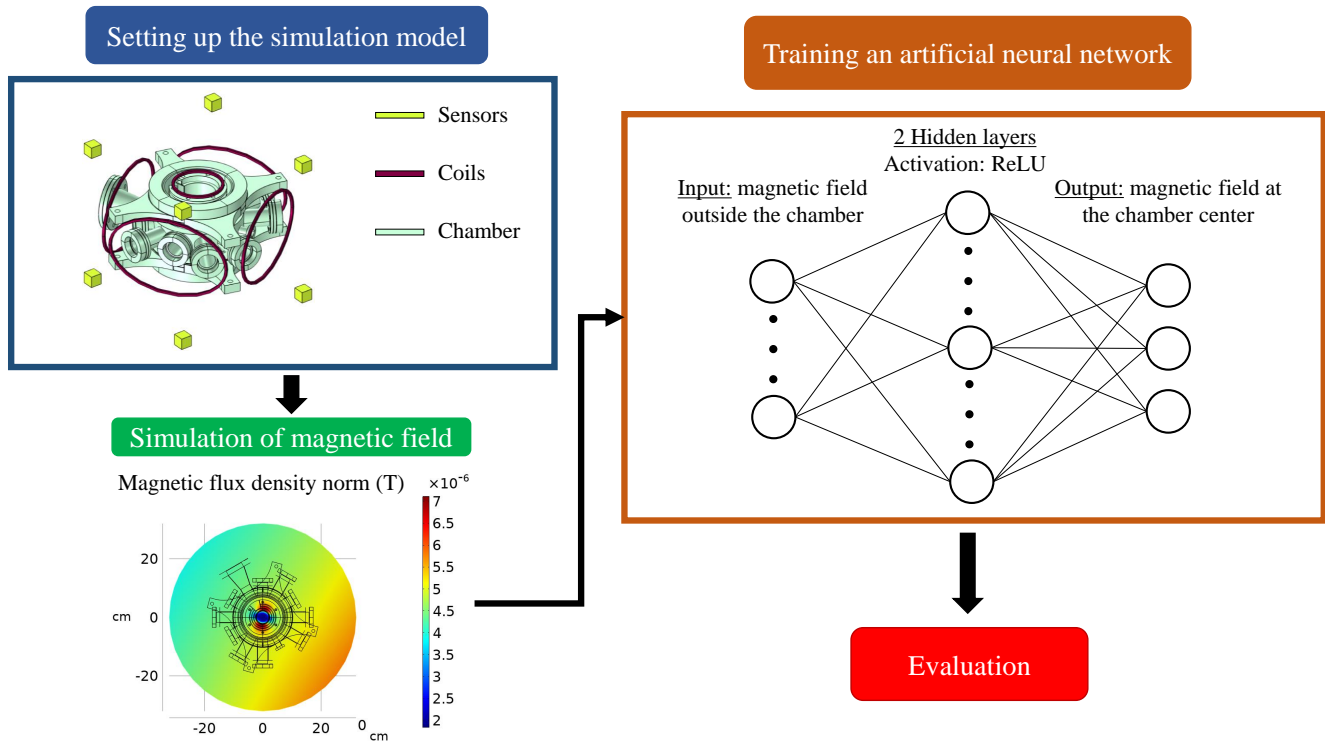 Setting up the simulation model
Sensors
Coils
Chamber
Simulation of magnetic field
Magnetic flux density norm (T)
×10⁻⁶
7
6.5
6
5.5
5
4.5
4
3.5
3
2.5
2
20
0
-20
cm
-20
0
20
0
cm
Training an artificial neural network
2 Hidden layers
Activation: ReLU
Input: magnetic field
outside the chamber
Output: magnetic field at
the chamber center
Evaluation